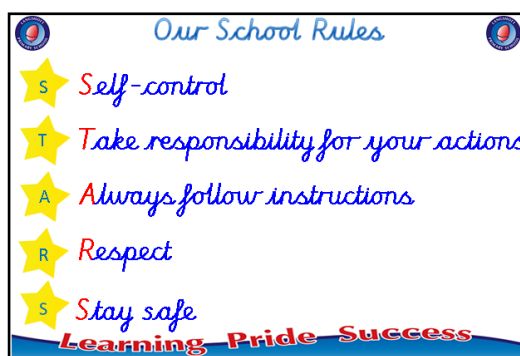 Our School Rules
S Self-control
T Take responsibility for your actions
A Always follow instructions
R Respect
S Stay safe
Learning Pride Success